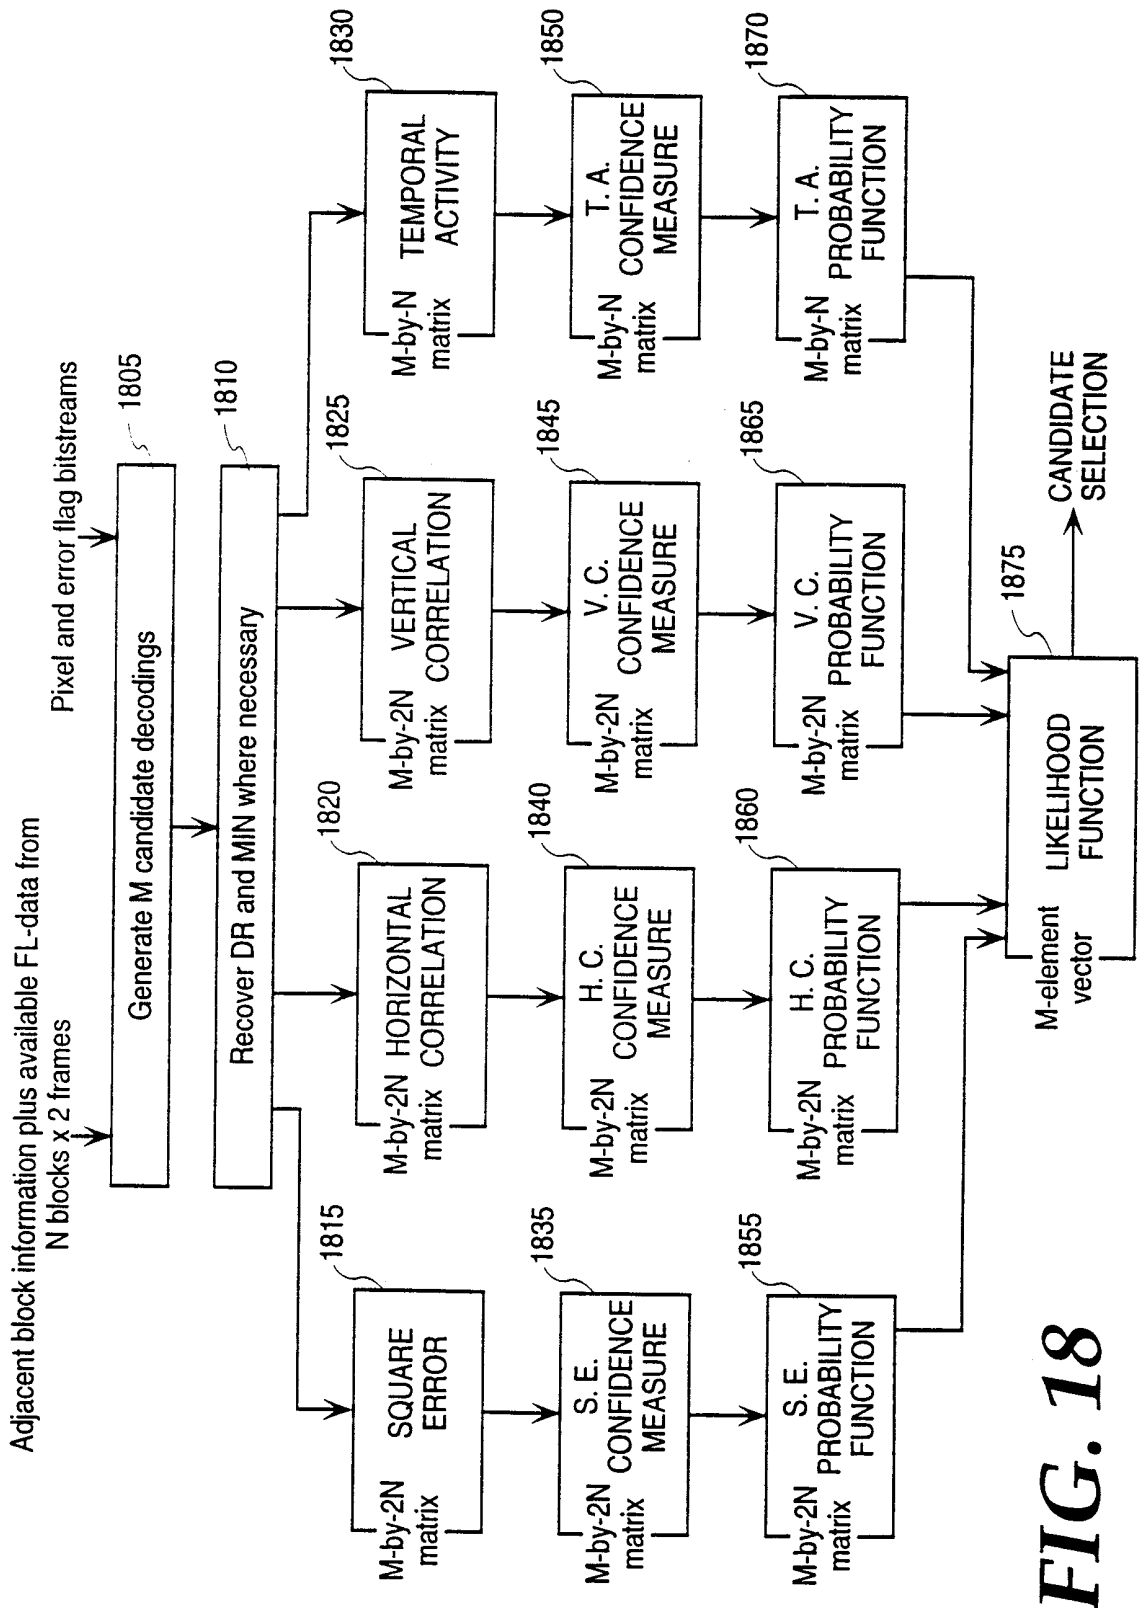 Adjacent block information plus available FL-data from
N blocks x 2 frames
Pixel and error flag bitstreams
Generate M candidate decodings
1805
Recover DR and MIN where necessary
1810
1815
SQUARE
ERROR
M-by-2N
matrix
1820
HORIZONTAL
CORRELATION
M-by-2N
matrix
1825
VERTICAL
CORRELATION
M-by-2N
matrix
1830
TEMPORAL
ACTIVITY
M-by-N
matrix
1835
S. E.
CONFIDENCE
MEASURE
M-by-2N
matrix
1840
H. C.
CONFIDENCE
MEASURE
M-by-2N
matrix
1845
V. C.
CONFIDENCE
MEASURE
M-by-2N
matrix
1850
T. A.
CONFIDENCE
MEASURE
M-by-N
matrix
1855
S. E.
PROBABILITY
FUNCTION
M-by-2N
matrix
1860
H. C.
PROBABILITY
FUNCTION
M-by-2N
matrix
1865
V. C.
PROBABILITY
FUNCTION
M-by-2N
matrix
1870
T. A.
PROBABILITY
FUNCTION
M-by-N
matrix
1875
LIKELIHOOD
FUNCTION
M-element
vector
CANDIDATE
SELECTION
FIG. 18